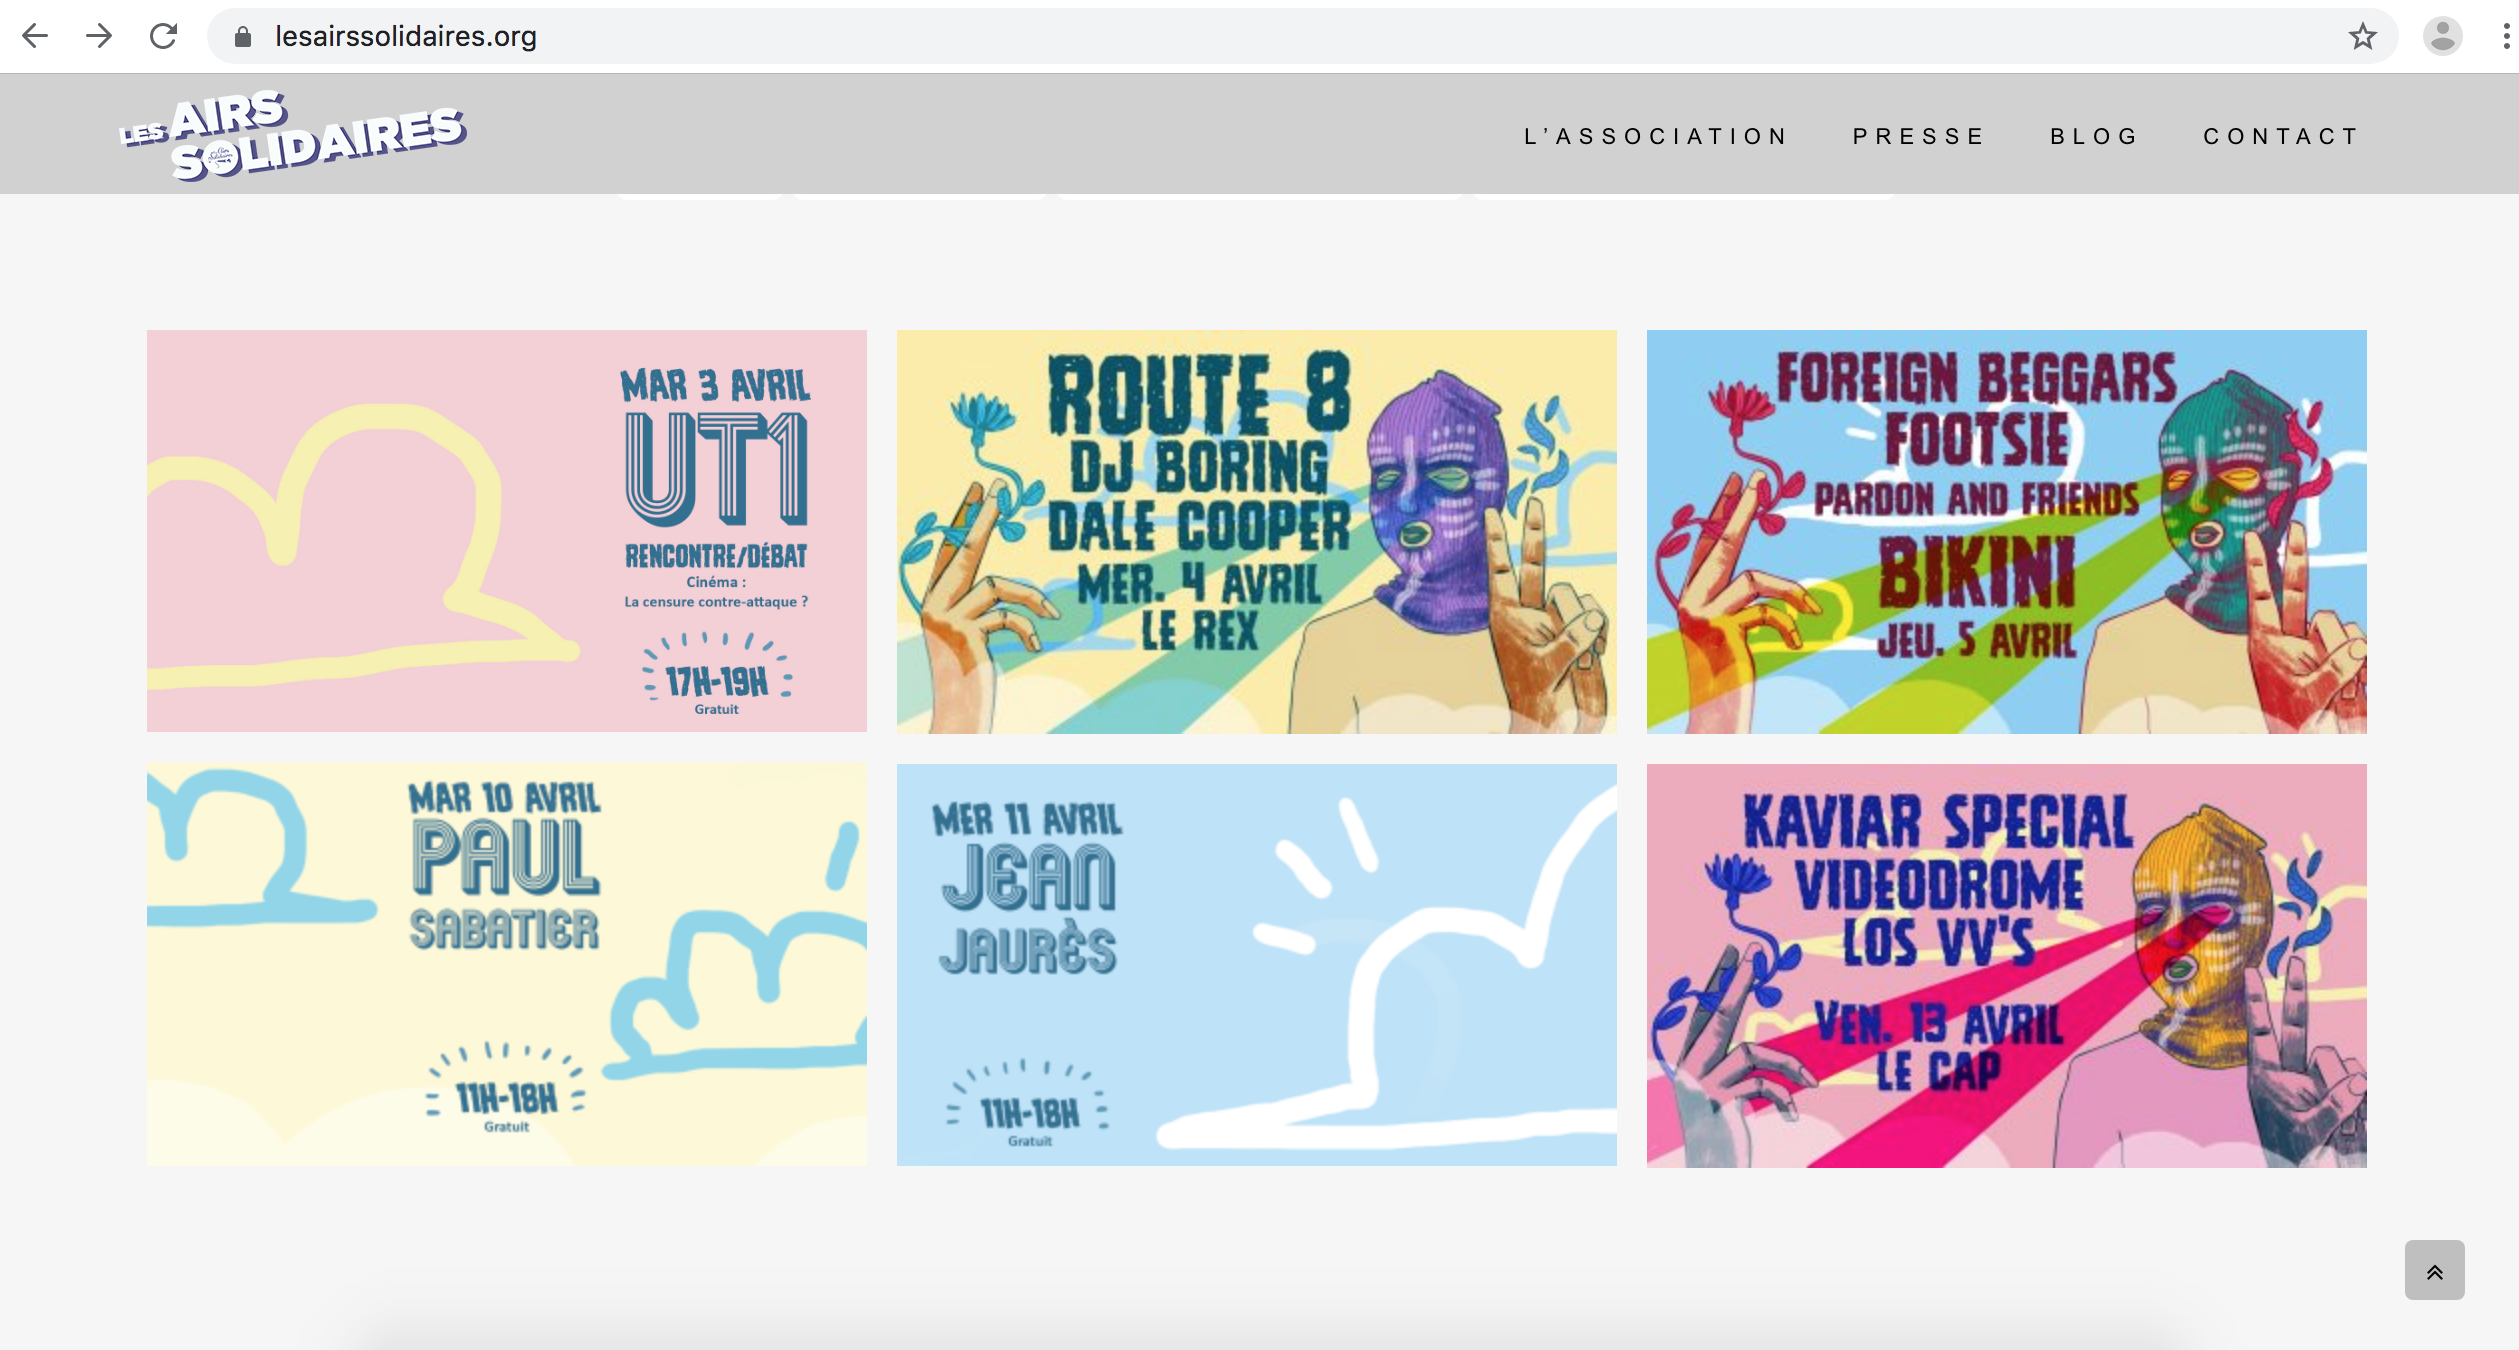 lesairssolidaires.org
LES AIRS
SOLIDAIRES
L'ASSOCIATION PRESSE BLOG CONTACT
MAR 3 AVRIL
UT1
RENCONTRE/DÉBAT
Cinéma :
La censure contre-attaque ?
17H-19H
Gratuit
ROUTE 8
DJ BORING
DALE COOPER
MER. 4 AVRIL
LE REX
FOREIGN BEGGARS
FOOTSIE
PARDON AND FRIENDS
BIKINI
JEU. 5 AVRIL
MAR 10 AVRIL
PAUL
SABATIER
11H-18H
Gratuit
MER 11 AVRIL
JEAN
JAURÈS
11H-18H
Gratuit
KAVIAR SPECIAL
VIDEODROME
LOS VV'S
VEN. 13 AVRIL
LE CAP